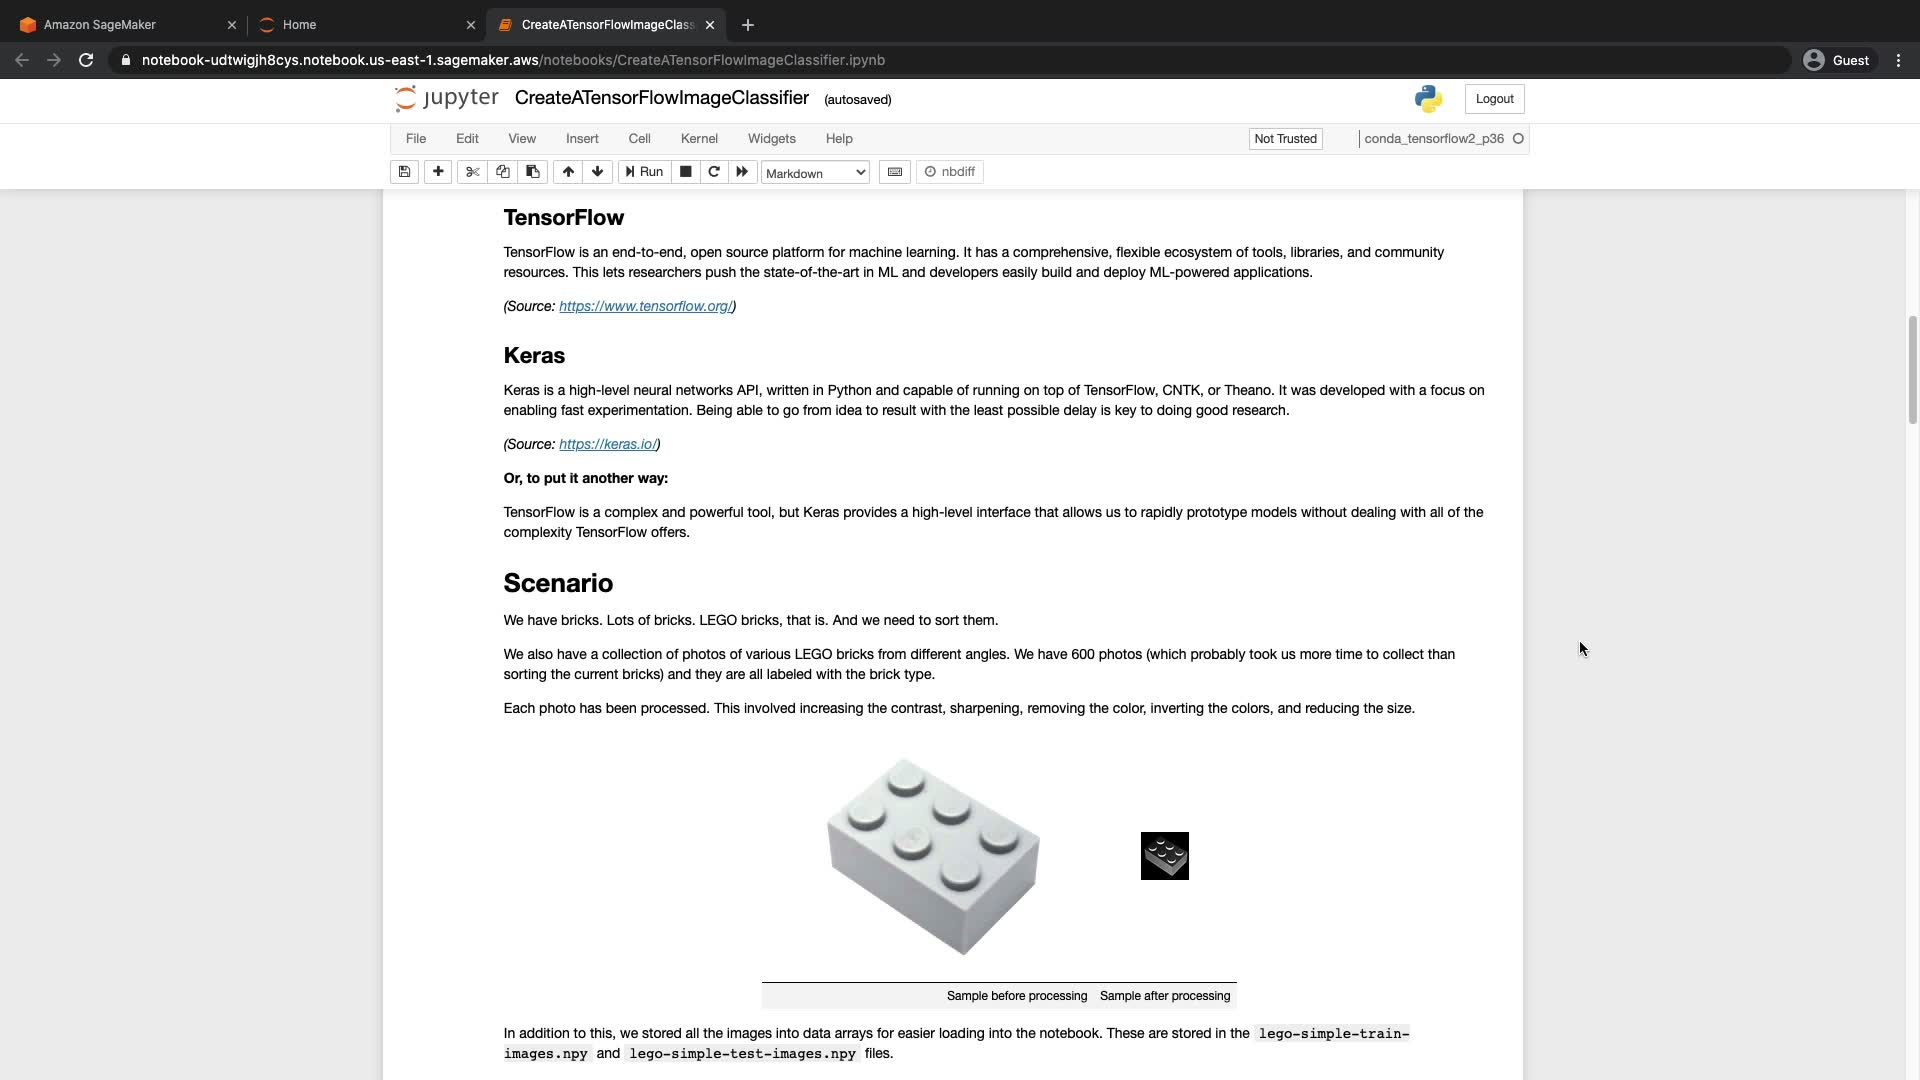 Amazon SageMaker
Home
CreateATensorFlowImageClass
notebook-udtwigjh8cys.notebook.us-east-1.sagemaker.aws/notebooks/CreateATensorFlowImageClassifier.ipynb
Guest
jupyter
CreateATensorFlowImageClassifier (autosaved)
Logout
File Edit View Insert Cell Kernel Widgets Help
Not Trusted
conda_tensorflow2_p36
Run
Markdown
nbdiff
TensorFlow
TensorFlow is an end-to-end, open source platform for machine learning. It has a comprehensive, flexible ecosystem of tools, libraries, and community
resources. This lets researchers push the state-of-the-art in ML and developers easily build and deploy ML-powered applications.
(Source: https://www.tensorflow.org/)
Keras
Keras is a high-level neural networks API, written in Python and capable of running on top of TensorFlow, CNTK, or Theano. It was developed with a focus on
enabling fast experimentation. Being able to go from idea to result with the least possible delay is key to doing good research.
(Source: https://keras.io/)
Or, to put it another way:
TensorFlow is a complex and powerful tool, but Keras provides a high-level interface that allows us to rapidly prototype models without dealing with all of the
complexity TensorFlow offers.
Scenario
We have bricks. Lots of bricks. LEGO bricks, that is. And we need to sort them.
We also have a collection of photos of various LEGO bricks from different angles. We have 600 photos (which probably took us more time to collect than
sorting the current bricks) and they are all labeled with the brick type.
Each photo has been processed. This involved increasing the contrast, sharpening, removing the color, inverting the colors, and reducing the size.
Sample before processing Sample after processing
In addition to this, we stored all the images into data arrays for easier loading into the notebook. These are stored in the lego-simple-train-
images.npy and lego-simple-test-images.npy files.